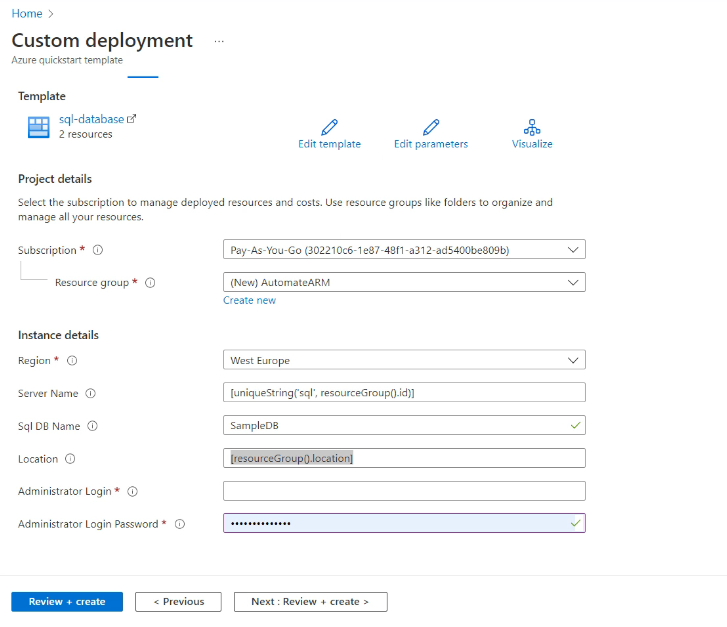 Home >
Custom deployment ...
Azure quickstart template
Template
sql-database
2 resources
Edit template
Edit parameters
Visualize
Project details
Select the subscription to manage deployed resources and costs. Use resource groups like folders to organize and
manage all your resources.
Subscription *
Pay-As-You-Go (302210c6-1e87-48f1-a312-ad5400be809b)
Resource group *
(New) AutomateARM
Create new
Instance details
Region *
West Europe
Server Name
[uniqueString('sql', resourceGroup().id)]
Sql DB Name
SampleDB
Location
[resourceGroup().location]
Administrator Login *
Administrator Login Password *
••••••••••••••
Review + create
< Previous
Next : Review + create >